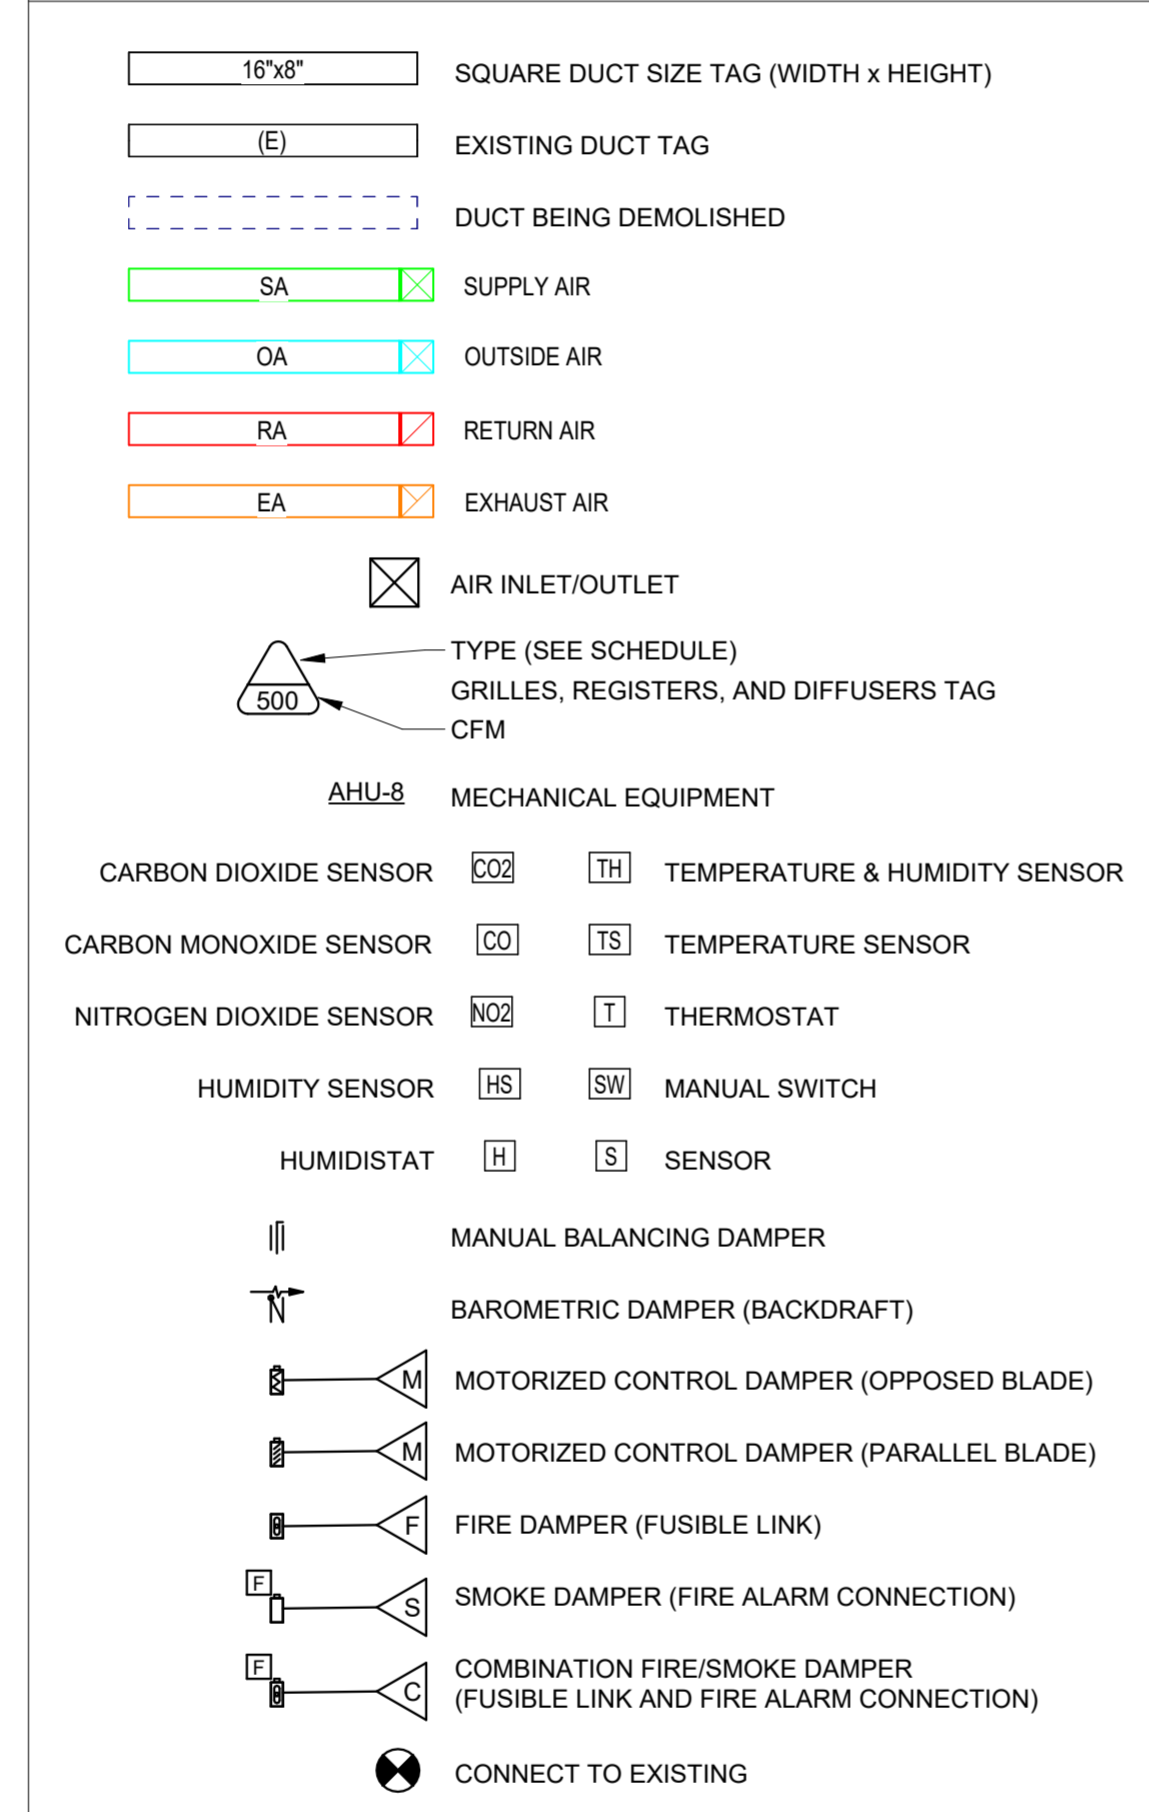 16"x8" SQUARE DUCT SIZE TAG (WIDTH x HEIGHT)
(E) EXISTING DUCT TAG
DUCT BEING DEMOLISHED
SA SUPPLY AIR
OA OUTSIDE AIR
RA RETURN AIR
EA EXHAUST AIR
AIR INLET/OUTLET
TYPE (SEE SCHEDULE)
GRILLES, REGISTERS, AND DIFFUSERS TAG
500
CFM
AHU-8 MECHANICAL EQUIPMENT
CARBON DIOXIDE SENSOR CO2 TH TEMPERATURE & HUMIDITY SENSOR
CARBON MONOXIDE SENSOR CO TS TEMPERATURE SENSOR
NITROGEN DIOXIDE SENSOR NO2 T THERMOSTAT
HUMIDITY SENSOR HS SW MANUAL SWITCH
HUMIDISTAT H S SENSOR
MANUAL BALANCING DAMPER
N BAROMETRIC DAMPER (BACKDRAFT)
M MOTORIZED CONTROL DAMPER (OPPOSED BLADE)
M MOTORIZED CONTROL DAMPER (PARALLEL BLADE)
F FIRE DAMPER (FUSIBLE LINK)
F S SMOKE DAMPER (FIRE ALARM CONNECTION)
F C COMBINATION FIRE/SMOKE DAMPER
(FUSIBLE LINK AND FIRE ALARM CONNECTION)
CONNECT TO EXISTING